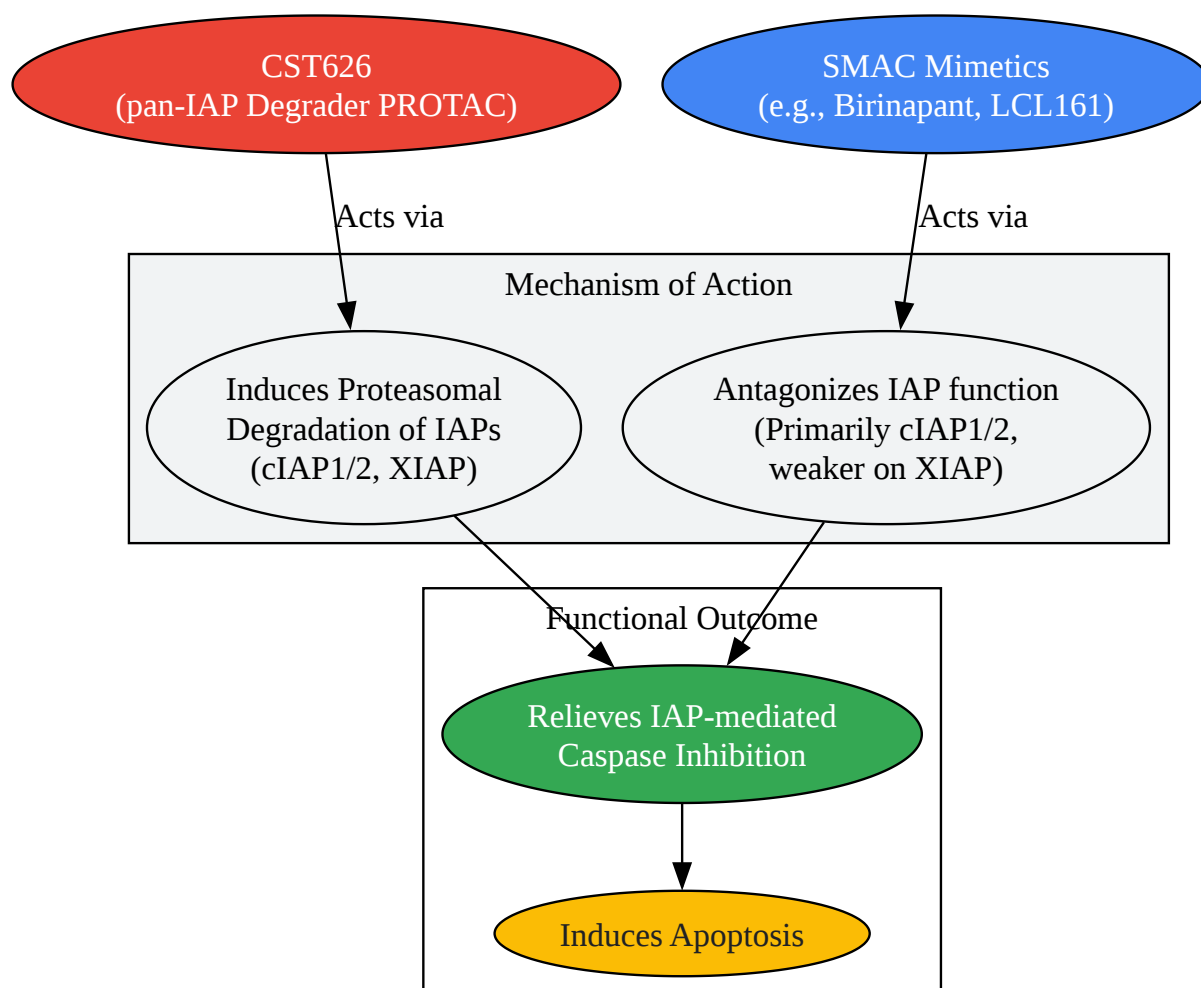 CST626
(pan-IAP Degrader PROTAC)
SMAC Mimetics
(e.g., Birinapant, LCL161)
Acts via
Acts via
Mechanism of Action
Induces Proteasomal
Degradation of IAPs
(cIAP1/2, XIAP)
Antagonizes IAP function
(Primarily cIAP1/2,
weaker on XIAP)
Functional Outcome
Relieves IAP-mediated
Caspase Inhibition
Induces Apoptosis